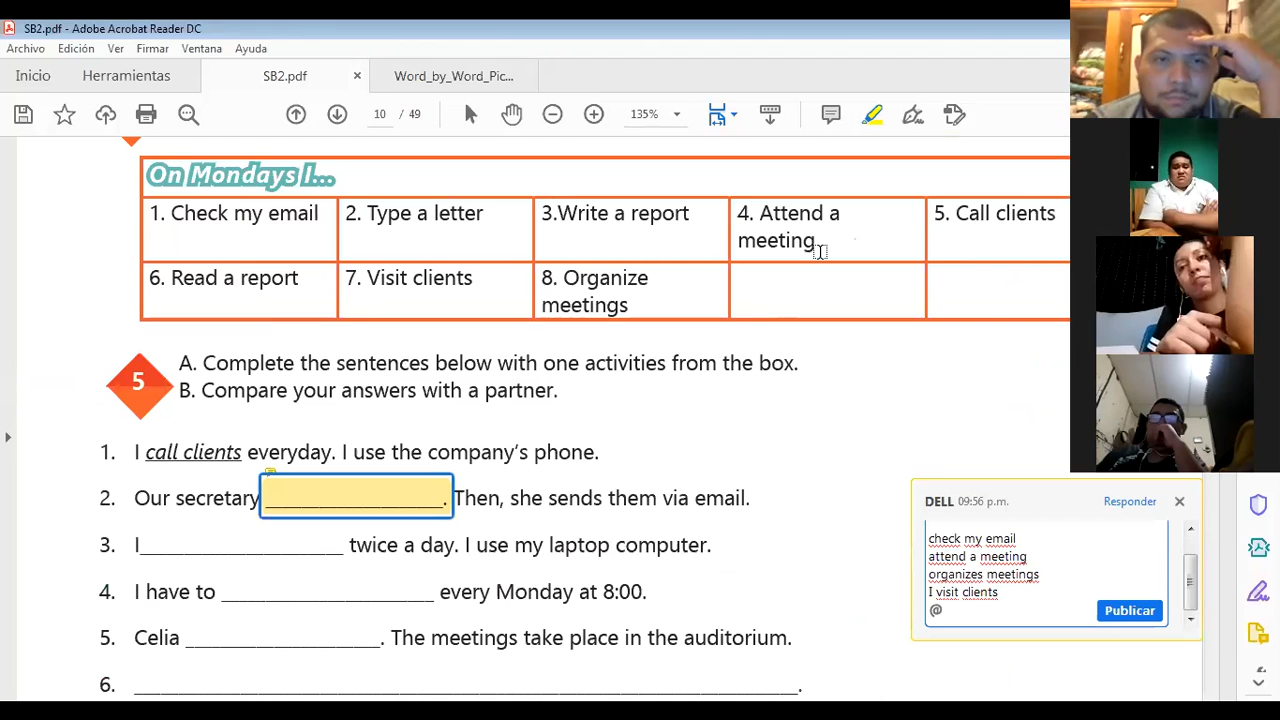 SB2.pdf - Adobe Acrobat Reader DC
Archivo Edición Ver Firmar Ventana Ayuda
Inicio Herramientas SB2.pdf × Word_by_Word_Pic...
10 / 49 135%
On Mondays I...
1. Check my email 2. Type a letter 3.Write a report 4. Attend a meeting 5. Call clients
6. Read a report 7. Visit clients 8. Organize meetings
5
A. Complete the sentences below with one activities from the box.
B. Compare your answers with a partner.
1. I call clients everyday. I use the company's phone.
2. Our secretary ____________________. Then, she sends them via email.
3. I______________________ twice a day. I use my laptop computer.
4. I have to _______________________ every Monday at 8:00.
5. Celia _____________________. The meetings take place in the auditorium.
6. ________________________________________________________________________.
DELL 09:56 p.m. Responder ×
check my email
attend a meeting
organizes meetings
I visit clients
@ Publicar